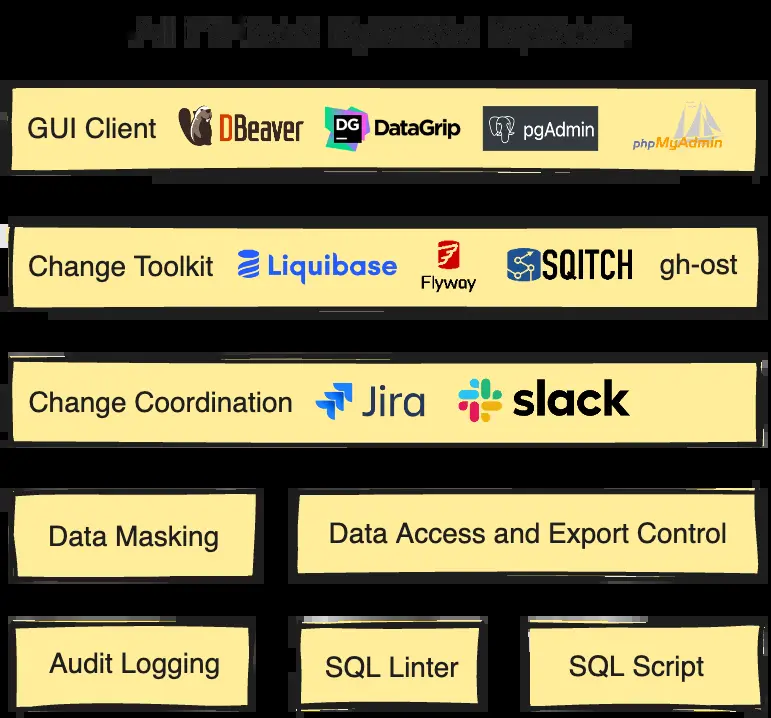 GUI Client DBeaver DG DataGrip pgAdmin phpMyAdmin
Change Toolkit Liquibase Flyway SQITCH gh-ost
Change Coordination Jira slack
Data Masking
Data Access and Export Control
Audit Logging
SQL Linter
SQL Script